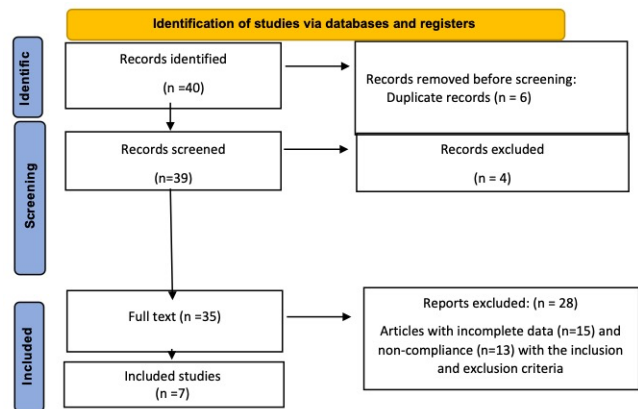 Identification of studies via databases and registers
Identific
Records identified
(n =40)
Records removed before screening:
Duplicate records (n = 6)
Screening
Records screened
(n=39)
Records excluded
(n = 4)
Included
Full text (n =35)
Reports excluded: (n = 28)
Articles with incomplete data (n=15) and
non-compliance (n=13) with the inclusion
and exclusion criteria
Included studies
(n =7)